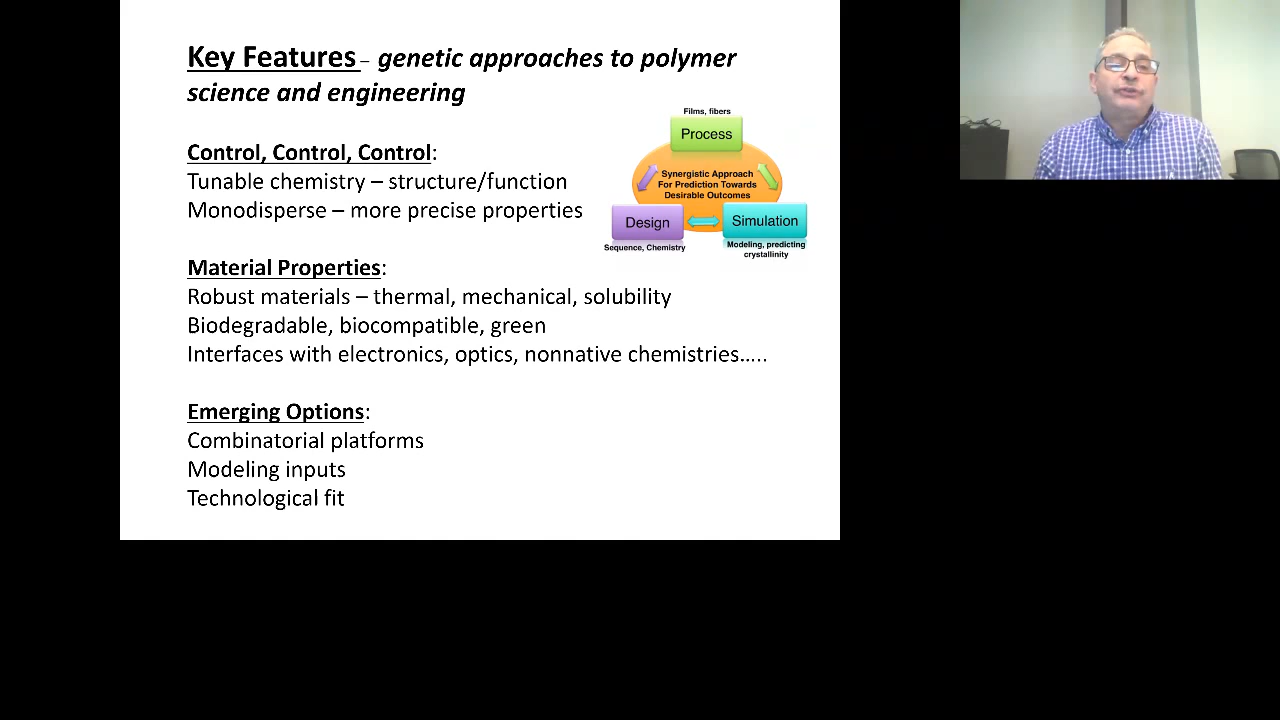 Key Features – genetic approaches to polymer
science and engineering
Control, Control, Control:
Tunable chemistry – structure/function
Monodisperse – more precise properties
Films, fibers
Process
Synergistic Approach
For Prediction Towards
Desirable Outcomes
Design
Simulation
Sequence, Chemistry
Modeling, predicting
crystallinity
Material Properties:
Robust materials – thermal, mechanical, solubility
Biodegradable, biocompatible, green
Interfaces with electronics, optics, nonnative chemistries…..
Emerging Options:
Combinatorial platforms
Modeling inputs
Technological fit